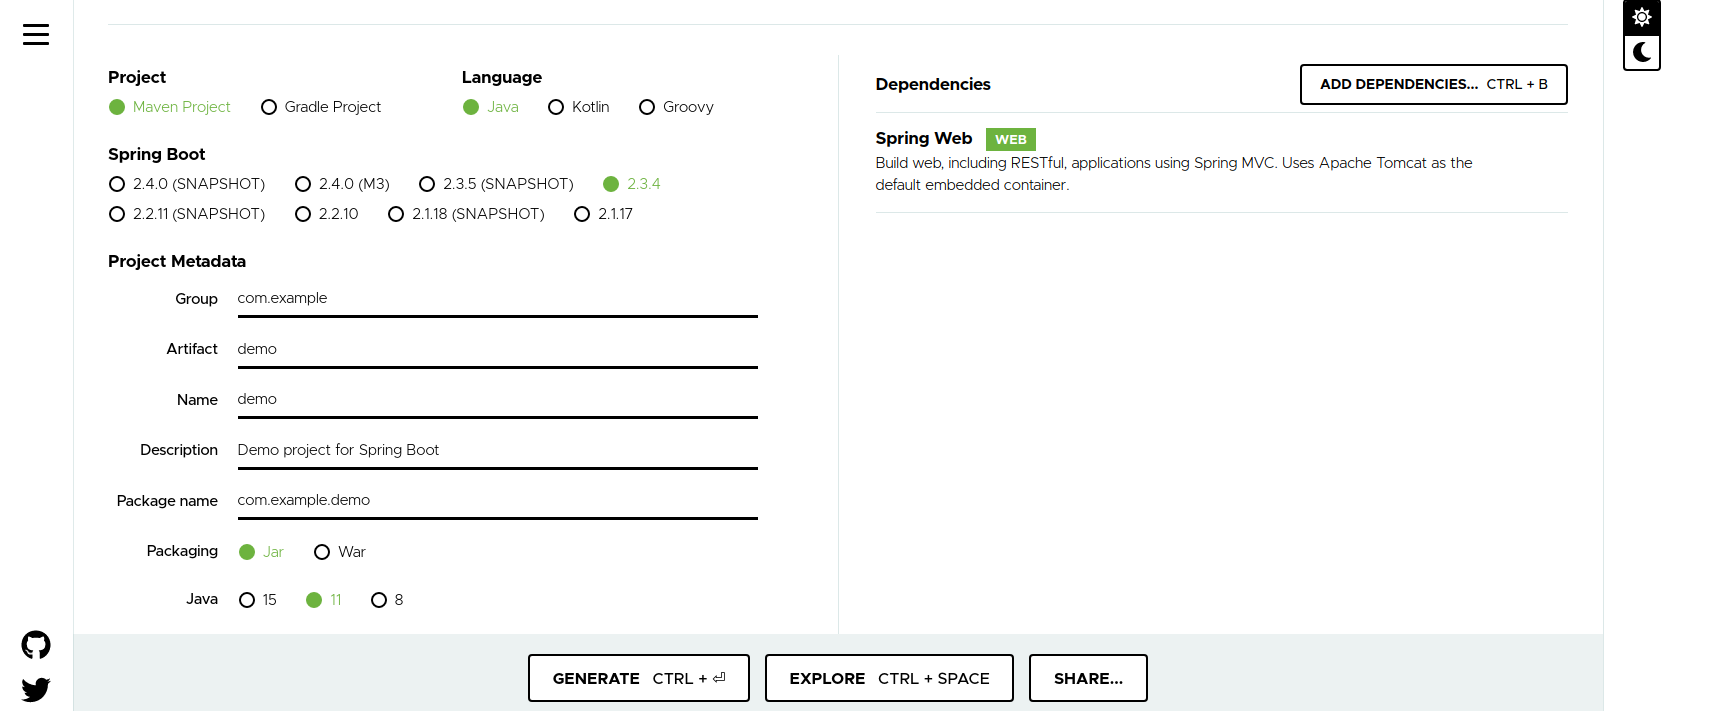 Project
Maven Project Gradle Project
Language
Java Kotlin Groovy
Spring Boot
2.4.0 (SNAPSHOT) 2.4.0 (M3) 2.3.5 (SNAPSHOT) 2.3.4
2.2.11 (SNAPSHOT) 2.2.10 2.1.18 (SNAPSHOT) 2.1.17
Project Metadata
Group com.example
Artifact demo
Name demo
Description Demo project for Spring Boot
Package name com.example.demo
Packaging Jar War
Java 15 11 8
Dependencies ADD DEPENDENCIES... CTRL + B
Spring Web WEB
Build web, including RESTful, applications using Spring MVC. Uses Apache Tomcat as the
default embedded container.
GENERATE CTRL + ⏎ EXPLORE CTRL + SPACE SHARE...